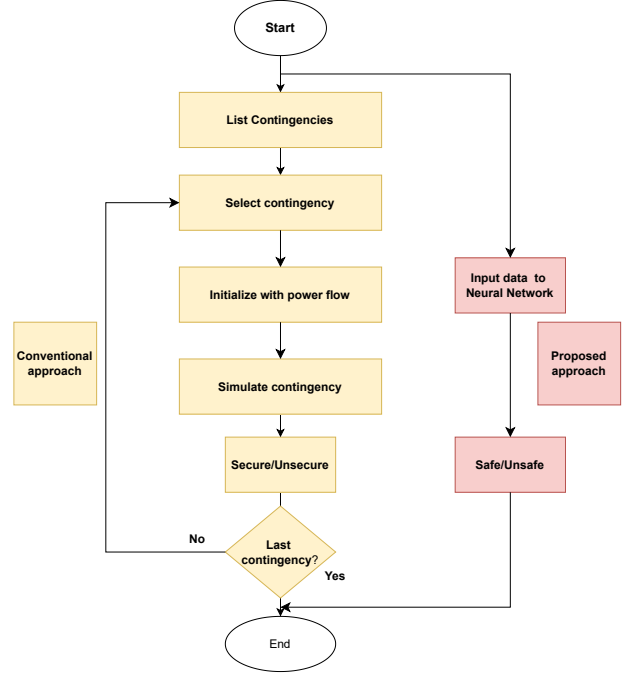 Start
List Contingencies
Select contingency
Initialize with power flow
Simulate contingency
Secure/Unsecure
Last
contingency?
No
Yes
End
Conventional
approach
Input data to
Neural Network
Proposed
approach
Safe/Unsafe